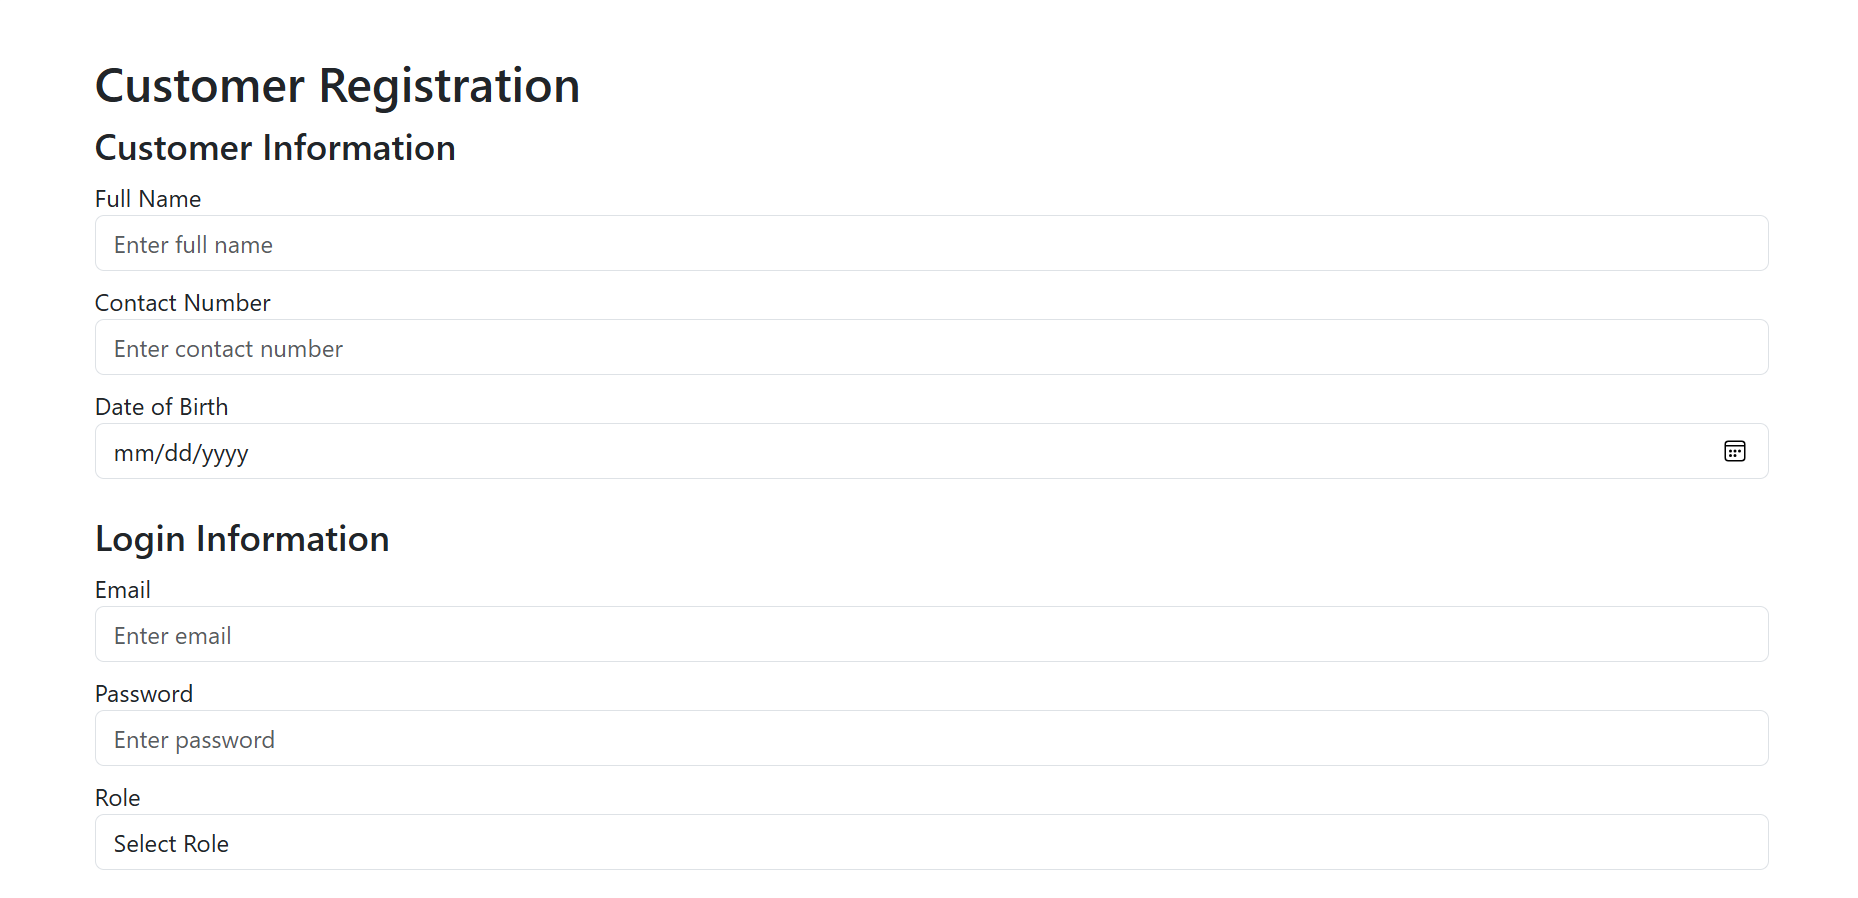 Customer Registration
Customer Information
Full Name
Enter full name
Contact Number
Enter contact number
Date of Birth
mm/dd/yyyy
Login Information
Email
Enter email
Password
Enter password
Role
Select Role